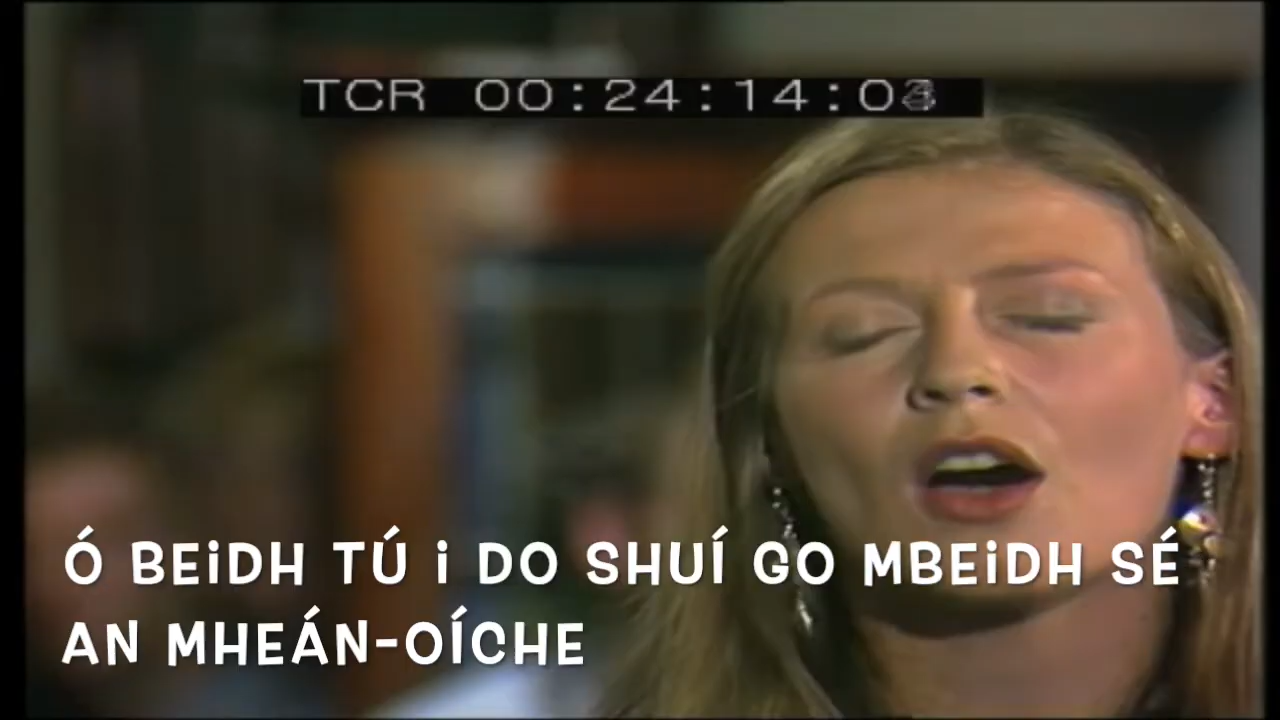 TCR 00:24:14:03
Ó BEIDH TÚ I DO SHUÍ GO MBEIDH SÉ
AN MHEÁN-OÍCHE